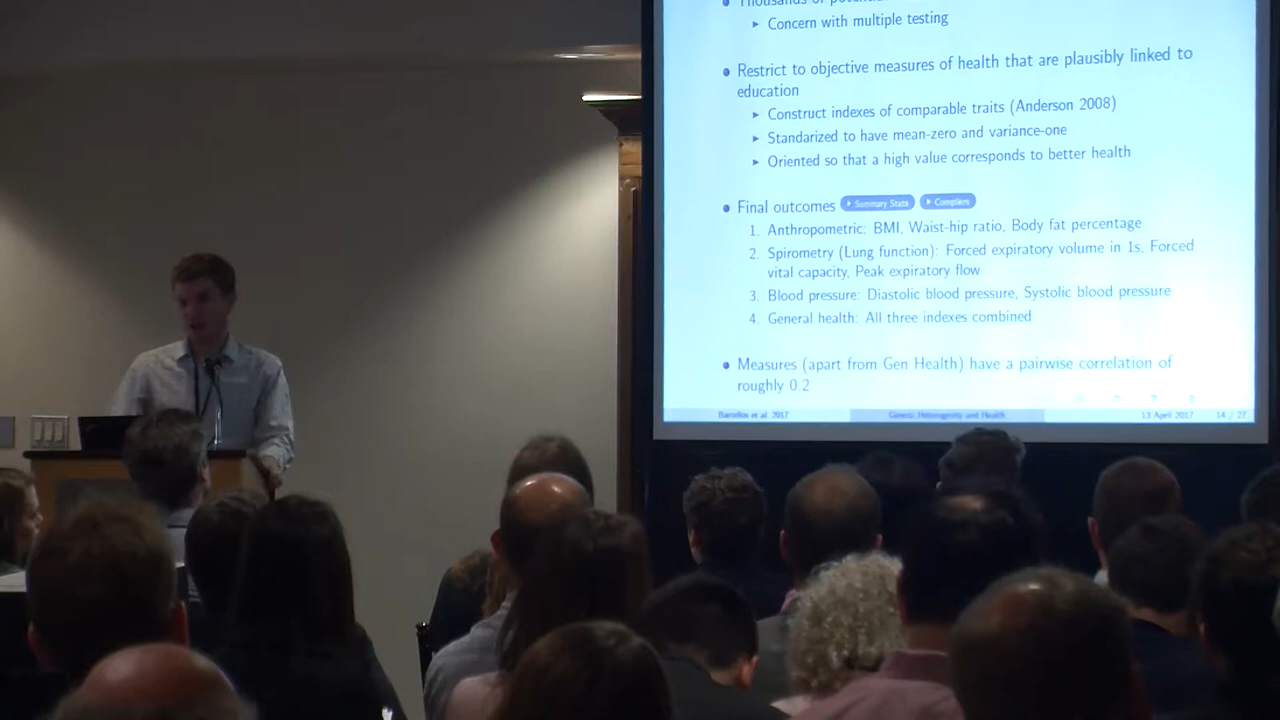 Thousands of
Concern with multiple testing
Restrict to objective measures of health that are plausibly linked to
education
Construct indexes of comparable traits (Anderson 2008)
Standarized to have mean-zero and variance-one
Oriented so that a high value corresponds to better health
Final outcomes Summary Stats Compliers
1. Anthropometric: BMI, Waist-hip ratio, Body fat percentage
2. Spirometry (Lung function): Forced expiratory volume in 1s, Forced
vital capacity, Peak expiratory flow
3. Blood pressure: Diastolic blood pressure, Systolic blood pressure
4. General health: All three indexes combined
Measures (apart from Gen Health) have a pairwise correlation of
roughly 0.2
Barcellos et al. 2017 Genetic Heterogeneity and Health 13 April 2017 14 / 27